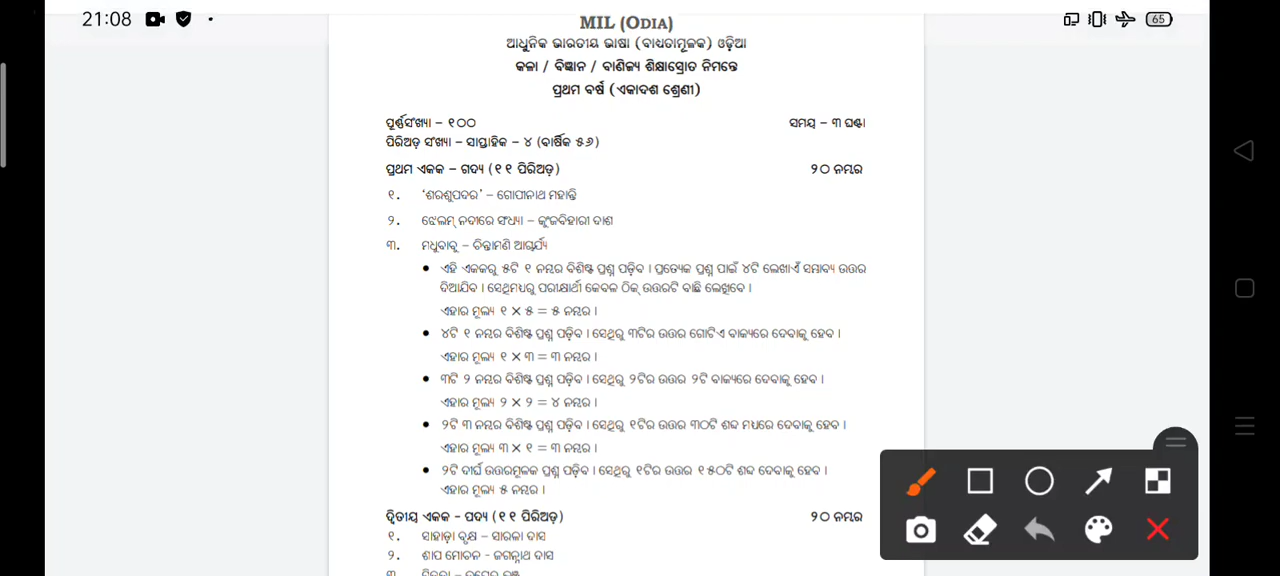 21:08
65
MIL (ODIA)
ଆଧୁନିକ ଭାରତୀୟ ଭାଷା (ବାଧ୍ୟତାମୂଳକ) ଓଡ଼ିଆ
କଳା / ବିଜ୍ଞାନ / ବାଣିଜ୍ୟ ଶିକ୍ଷାସ୍ରୋତ ନିମନ୍ତେ
ପ୍ରଥମ ବର୍ଷ (ଏକାଦଶ ଶ୍ରେଣୀ)
ପୂର୍ଣ୍ଣସଂଖ୍ୟା – ୧୦୦ ସମୟ – ୩ ଘଣ୍ଟା
ପିରିଅଡ଼ ସଂଖ୍ୟା – ସାପ୍ତାହିକ – ୪ (ବାର୍ଷିକ ୫୬)
ପ୍ରଥମ ଏକକ – ଗଦ୍ୟ (୧୧ ପିରିଅଡ଼) ୨୦ ନମ୍ବର
୧. ‘ଶରଶୁପଦର’ – ଗୋପୀନାଥ ମହାନ୍ତି
୨. ଝେଲମ୍ ନଦୀରେ ସଂଧ୍ୟା – କୁଂଜବିହାରୀ ଦାଶ
୩. ମଧୁବାବୁ – ଚିନ୍ତାମଣି ଆଚାର୍ଯ୍ୟ
• ଏହି ଏକକରୁ ୫ଟି ୧ ନମ୍ବର ବିଶିଷ୍ଟ ପ୍ରଶ୍ନ ପଡ଼ିବ । ପ୍ରତ୍ୟେକ ପ୍ରଶ୍ନ ପାଇଁ ୪ଟି ଲେଖାଏଁ ସମ୍ଭାବ୍ୟ ଉତ୍ତର
ଦିଆଯିବ । ସେଥିମଧ୍ୟରୁ ପରୀକ୍ଷାର୍ଥୀ କେବଳ ଠିକ୍ ଉତ୍ତରଟି ବାଛି ଲେଖିବେ ।
ଏହାର ମୂଲ୍ୟ ୧ × ୫ = ୫ ନମ୍ବର ।
• ୪ଟି ୧ ନମ୍ବର ବିଶିଷ୍ଟ ପ୍ରଶ୍ନ ପଡ଼ିବ । ସେଥିରୁ ୩ଟିର ଉତ୍ତର ଗୋଟିଏ ବାକ୍ୟରେ ଦେବାକୁ ହେବ ।
ଏହାର ମୂଲ୍ୟ ୧ × ୩ = ୩ ନମ୍ବର ।
• ୩ଟି ୨ ନମ୍ବର ବିଶିଷ୍ଟ ପ୍ରଶ୍ନ ପଡ଼ିବ । ସେଥିରୁ ୨ଟିର ଉତ୍ତର ୨ଟି ବାକ୍ୟରେ ଦେବାକୁ ହେବ ।
ଏହାର ମୂଲ୍ୟ ୨ × ୨ = ୪ ନମ୍ବର ।
• ୨ଟି ୩ ନମ୍ବର ବିଶିଷ୍ଟ ପ୍ରଶ୍ନ ପଡ଼ିବ । ସେଥିରୁ ୧ଟିର ଉତ୍ତର ୩୦ଟି ଶବ୍ଦ ମଧ୍ୟରେ ଦେବାକୁ ହେବ ।
ଏହାର ମୂଲ୍ୟ ୩ × ୧ = ୩ ନମ୍ବର ।
• ୨ଟି ଦୀର୍ଘ ଉତ୍ତରମୂଳକ ପ୍ରଶ୍ନ ପଡ଼ିବ । ସେଥିରୁ ୧ଟିର ଉତ୍ତର ୧୫୦ଟି ଶବ୍ଦ ଦେବାକୁ ହେବ ।
ଏହାର ମୂଲ୍ୟ ୫ ନମ୍ବର ।
ଦ୍ୱିତୀୟ ଏକକ – ପଦ୍ୟ (୧୧ ପିରିଅଡ଼) ୨୦ ନମ୍ବର
୧. ସାହାଡ଼ା ବୃକ୍ଷ – ସାରଳା ଦାସ
୨. ଶାପ ମୋଚନ - ଜଗନ୍ନାଥ ଦାସ